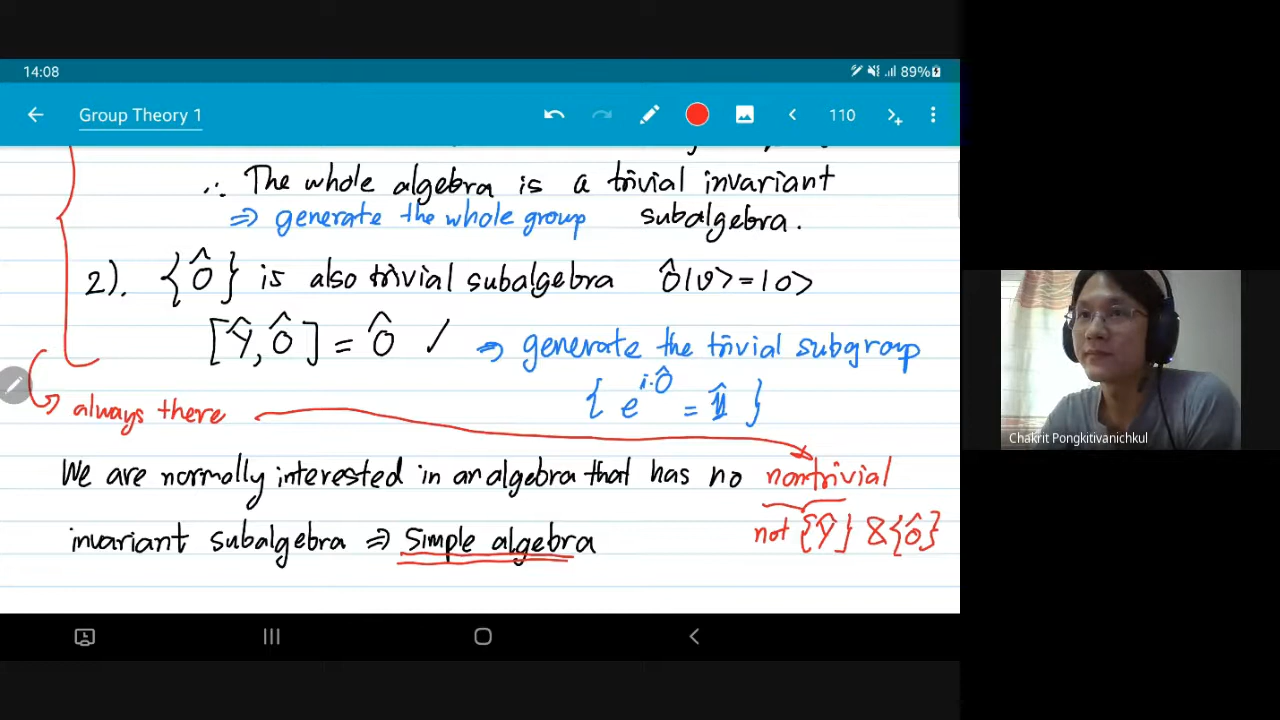 14:08 89%
Group Theory 1 110
∴ The whole algebra is a trivial invariant
⇒ generate the whole group subalgebra.
2). {Ô} is also trivial subalgebra Ô|v> = |0>
[Ŷ, Ô] = Ô ✓ ⇒ generate the trivial subgroup
{ e^{i·Ô} = 𝟙̂ }
always there
We are normally interested in an algebra that has no nontrivial
invariant subalgebra ⇒ Simple algebra not {Ŷ} & {Ô}
Chakrit Pongkitivanichkul